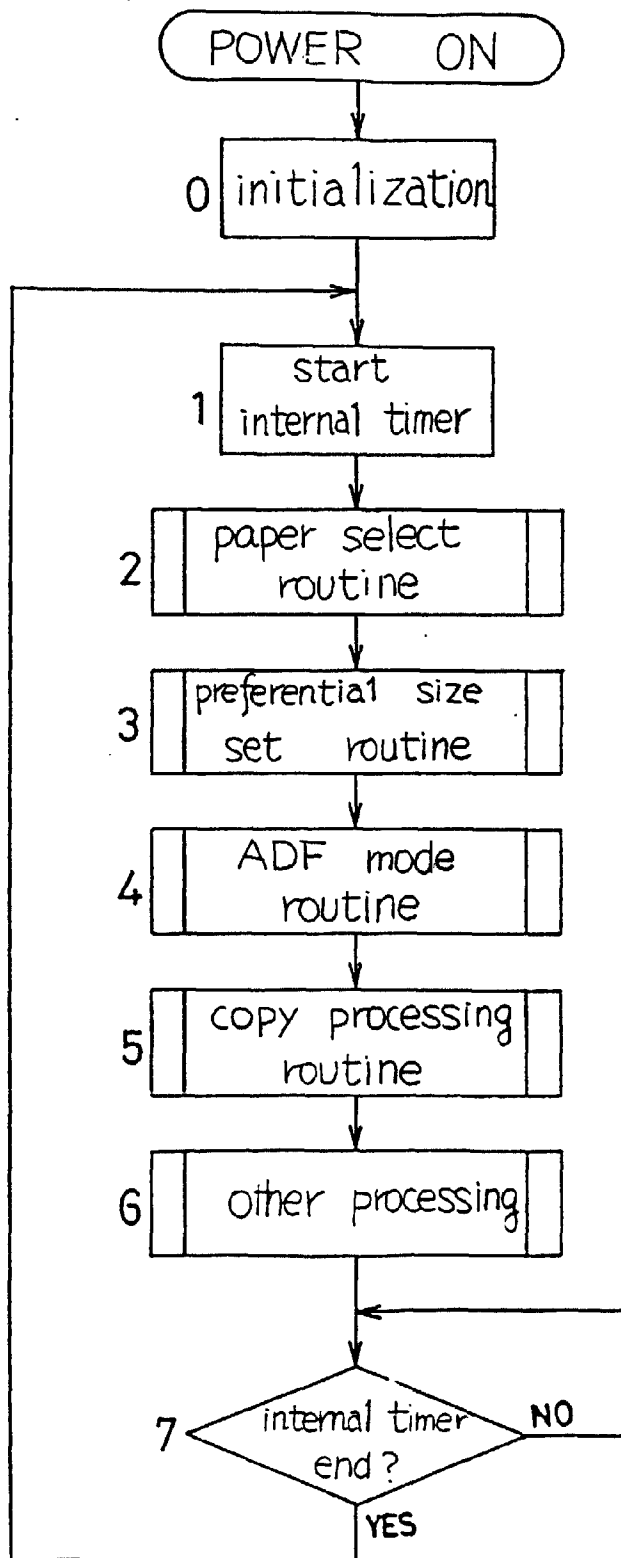 POWER ON
0 initialization
start
1 internal timer
paper select
2 routine
preferential size
3 set routine
ADF mode
4 routine
copy processing
5 routine
6 other processing
7 internal timer NO
end?
YES